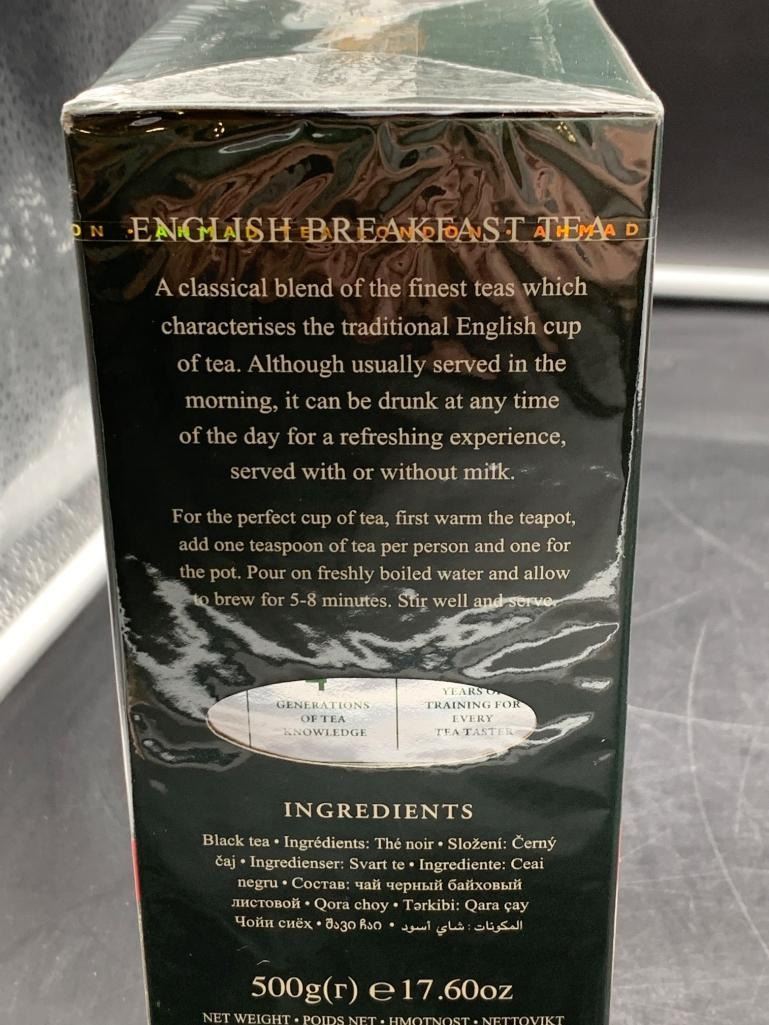 ENGLISH BREAKFAST TEA
ON • AHMAD TEA LONDON • AHMAD
A classical blend of the finest teas which
characterises the traditional English cup
of tea. Although usually served in the
morning, it can be drunk at any time
of the day for a refreshing experience,
served with or without milk.
For the perfect cup of tea, first warm the teapot,
add one teaspoon of tea per person and one for
the pot. Pour on freshly boiled water and allow
to brew for 5-8 minutes. Stir well and serve.
GENERATIONS
OF TEA
KNOWLEDGE
YEARS OF
TRAINING FOR
EVERY
TEA TASTER
INGREDIENTS
Black tea • Ingrédients: Thé noir • Složení: Černý
čaj • Ingredienser: Svart te • Ingrediente: Ceai
negru • Состав: чай черный байховый
листовой • Qora choy • Tərkibi: Qara çay
Чойи сиёҳ • შავი ჩაი • المكونات : شاي أسود
500g(г) ℮ 17.60oz
NET WEIGHT • POIDS NET • НМОТНОST • NETTOVIKT